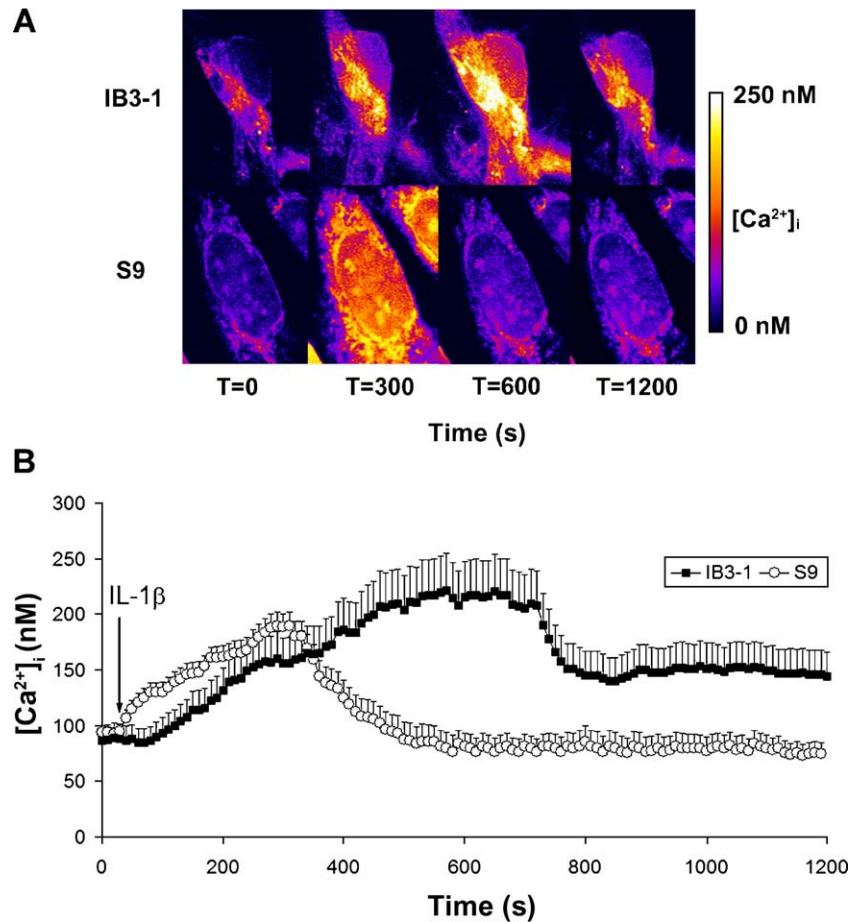 A
IB3-1
S9
250 nM
[Ca²⁺]ᵢ
0 nM
T=0 T=300 T=600 T=1200
Time (s)
B
[Ca²⁺]ᵢ (nM)
300
250
200
150
100
50
0
IL-1β
IB3-1 S9
0 200 400 600 800 1000 1200
Time (s)